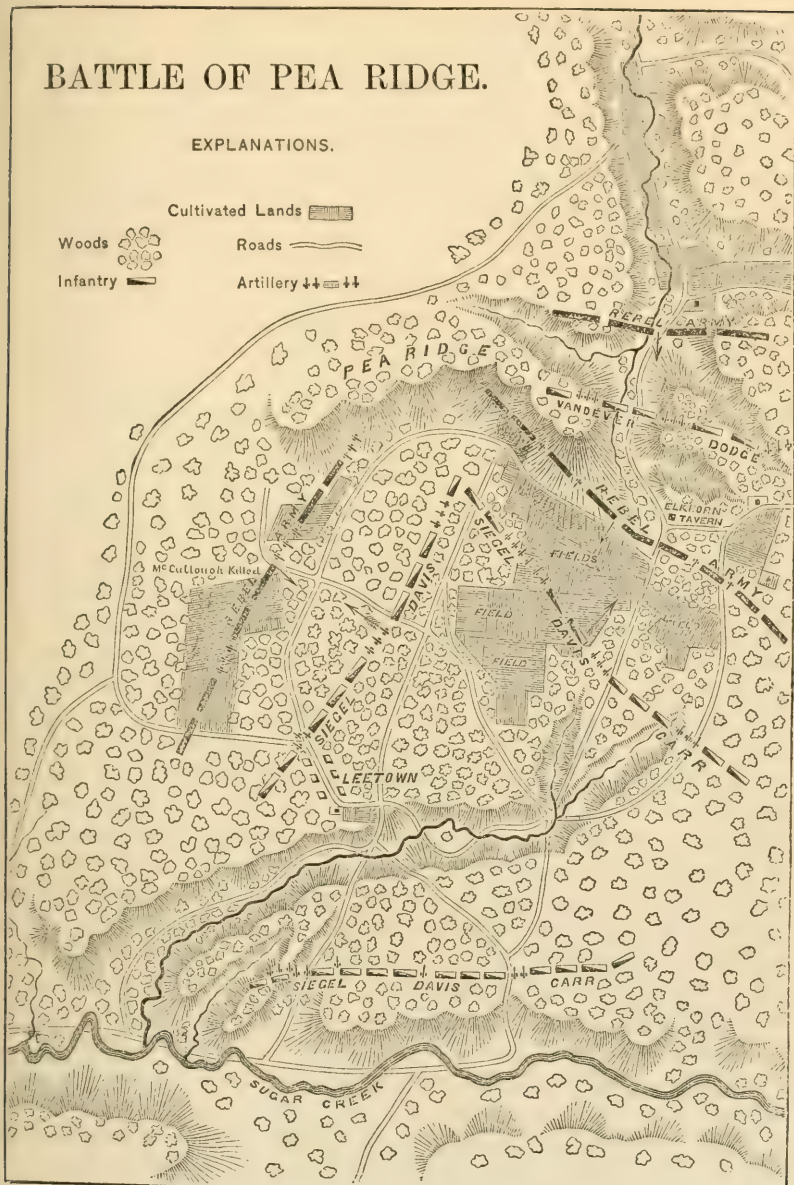 BATTLE OF PEA RIDGE.
EXPLANATIONS.
Cultivated Lands
Woods
Roads
Infantry
Artillery
REBEL ARMY
PEA RIDGE
VANDEVER
DODGE
REBEL ARMY
ELKHORN
TAVERN
REBEL ARMY
McCullough Killed
SIEGEL
DAVIS
FIELDS
FIELD
FIELD
DAVIES
SIEGEL
CARR
LEETOWN
SIEGEL
DAVIS
CARR
SUGAR CREEK